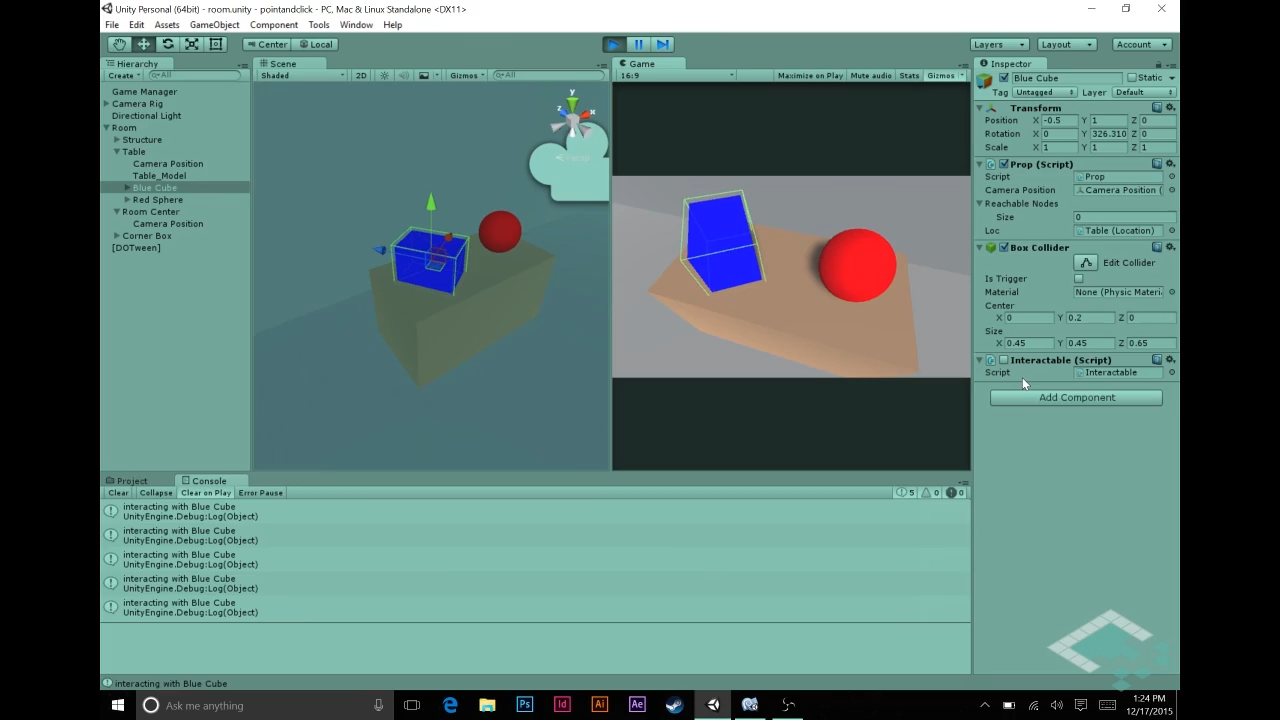 Unity Personal (64bit) - room.unity - pointandclick - PC, Mac & Linux Standalone <DX11>
File Edit Assets GameObject Component Tools Window Help
Center Local Layers Layout Account
Hierarchy
Create All
Game Manager
Camera Rig
Directional Light
Room
Structure
Table
Camera Position
Table_Model
Blue Cube
Red Sphere
Room Center
Camera Position
Corner Box
[DOTween]
Scene
Shaded 2D Gizmos All
y
z x
Persp
Game
16:9 Maximize on Play Mute audio Stats Gizmos
Inspector
Blue Cube Static
Tag Untagged Layer Default
Transform
Position X -0.5 Y 1 Z 0
Rotation X 0 Y 326.310 Z 0
Scale X 1 Y 1 Z 1
Prop (Script)
Script Prop
Camera Position Camera Position (
Reachable Nodes
Size 0
Loc Table (Location)
Box Collider
Edit Collider
Is Trigger
Material None (Physic Materi
Center
X 0 Y 0.2 Z 0
Size
X 0.45 Y 0.45 Z 0.65
Interactable (Script)
Script Interactable
Add Component
Project Console
Clear Collapse Clear on Play Error Pause 5 0 0
interacting with Blue Cube
UnityEngine.Debug:Log(Object)
interacting with Blue Cube
UnityEngine.Debug:Log(Object)
interacting with Blue Cube
UnityEngine.Debug:Log(Object)
interacting with Blue Cube
UnityEngine.Debug:Log(Object)
interacting with Blue Cube
UnityEngine.Debug:Log(Object)
interacting with Blue Cube
Ask me anything
Ps Id Ai Ae
1:24 PM
12/17/2015